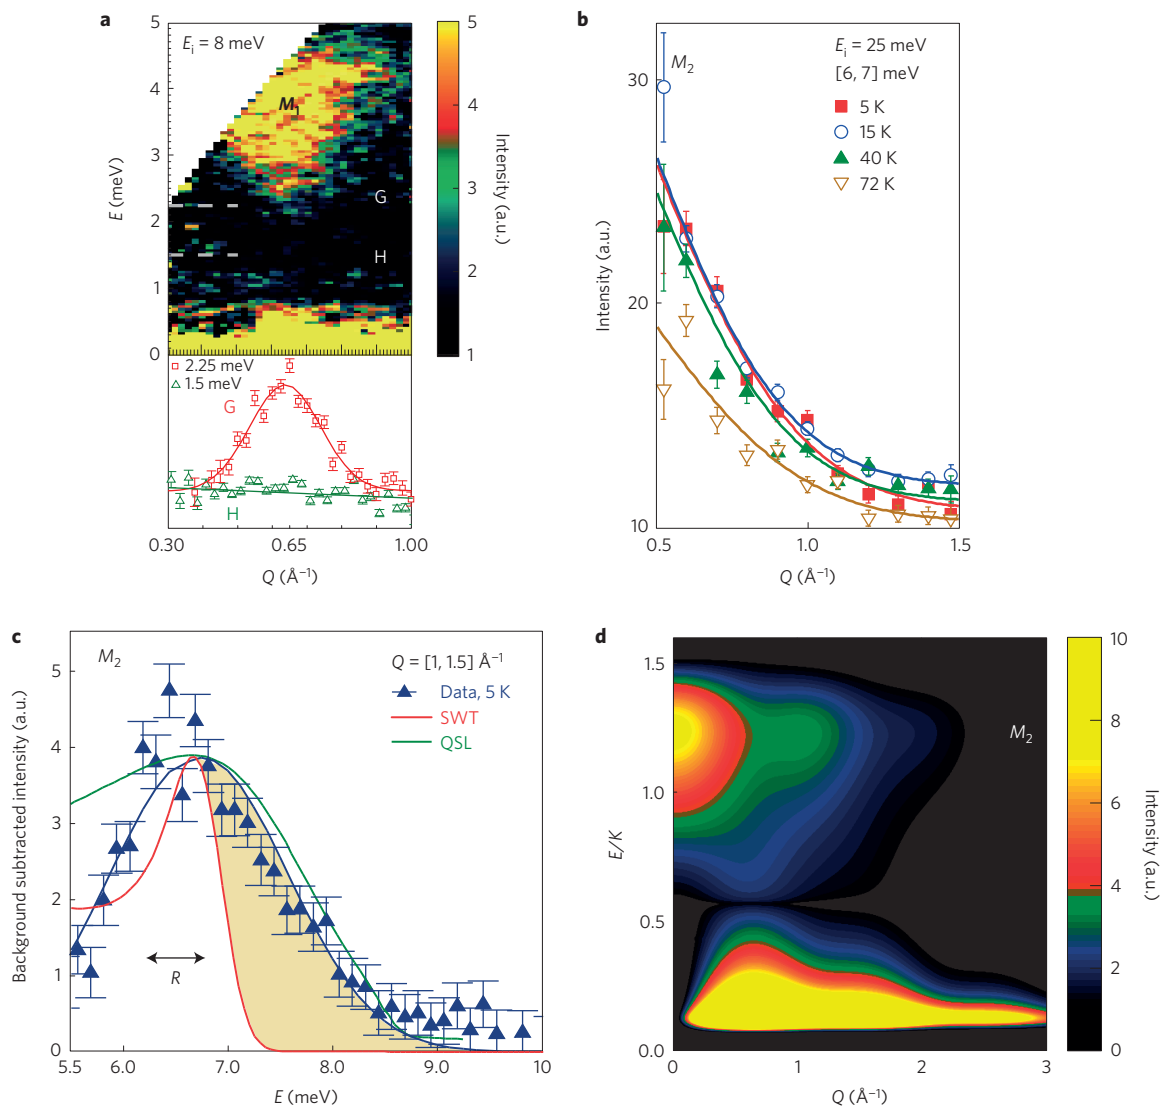 a
E_i = 8 meV
M_1
G
H
E (meV)
5
4
3
2
1
0
5
4
3
2
1
Intensity (a.u.)
2.25 meV
1.5 meV
G
H
0.30
0.65
1.00
Q (Å⁻¹)
b
M_2
E_i = 25 meV
[6, 7] meV
5 K
15 K
40 K
72 K
Intensity (a.u.)
30
20
10
0.5
1.0
1.5
Q (Å⁻¹)
c
M_2
Q = [1, 1.5] Å⁻¹
Data, 5 K
SWT
QSL
R
Background subtracted intensity (a.u.)
5
4
3
2
1
0
5.5
6.0
7.0
8.0
9.0
10
E (meV)
d
M_2
E/K
1.5
1.0
0.5
0.0
0
1
2
3
Q (Å⁻¹)
10
8
6
4
2
0
Intensity (a.u.)